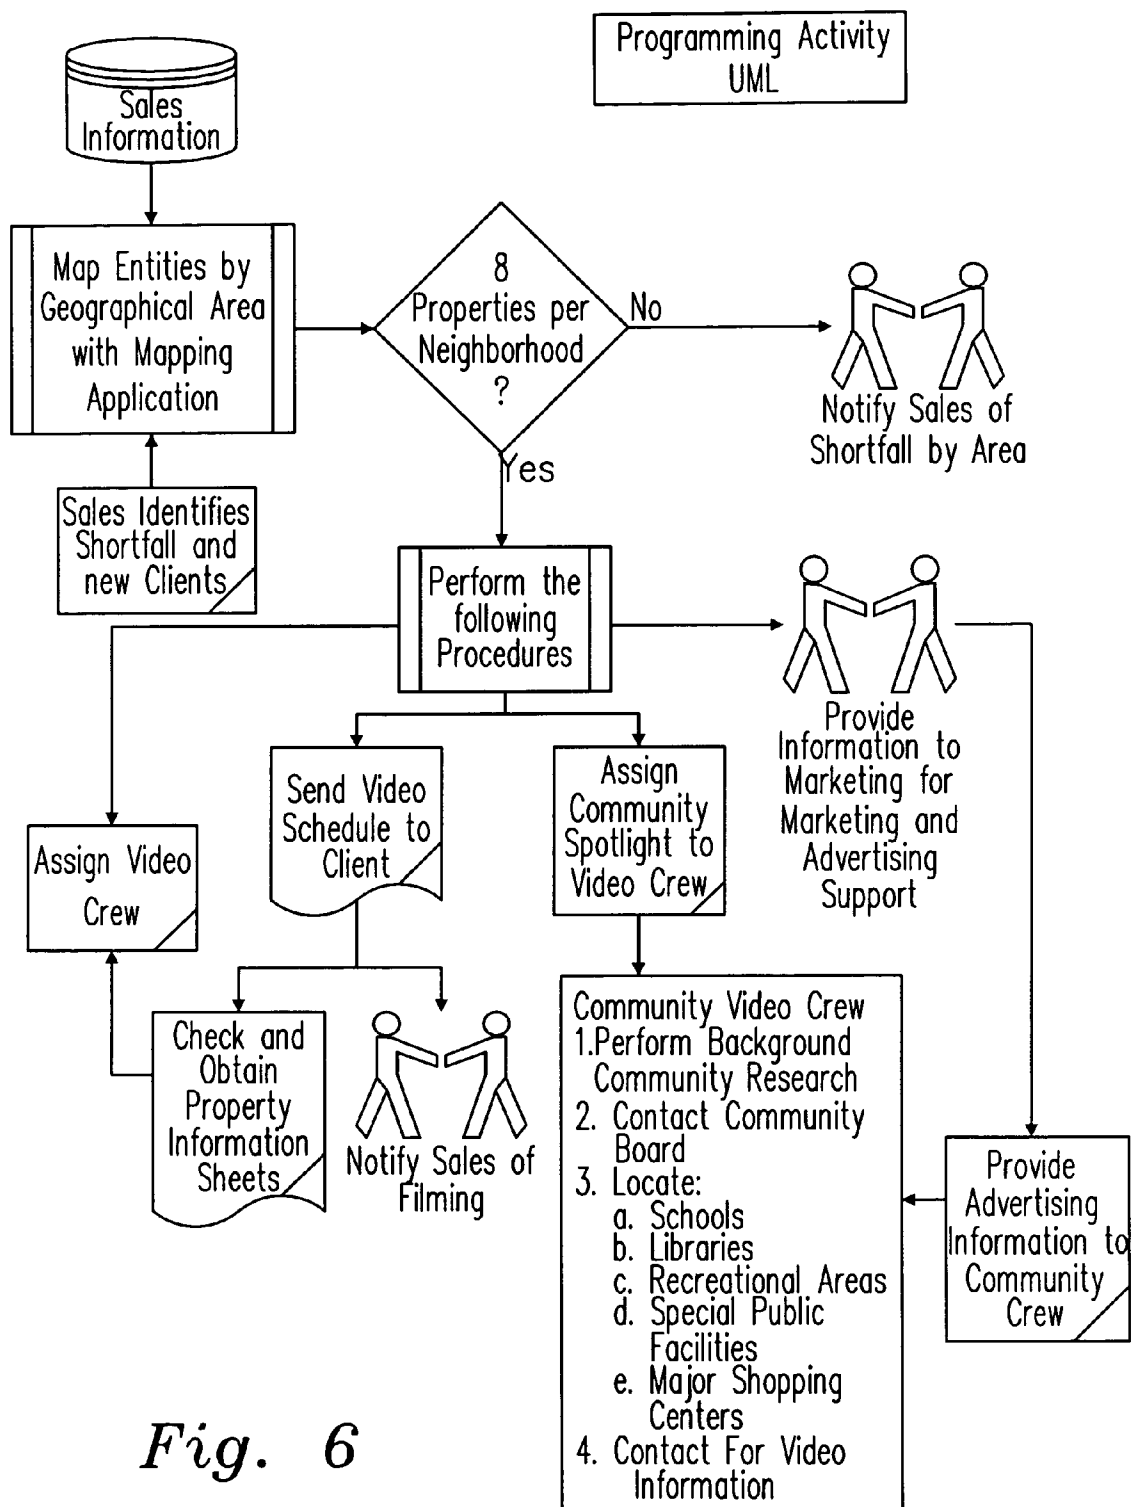 Programming Activity
UML
Sales
Information
Map Entities by
Geographical Area
with Mapping
Application
8
Properties per
Neighborhood
?
No
Notify Sales of
Shortfall by Area
Yes
Sales Identifies
Shortfall and
new Clients
Perform the
following
Procedures
Provide
Information to
Marketing for
Marketing and
Advertising
Support
Send Video
Schedule to
Client
Assign
Community
Spotlight to
Video Crew
Assign Video
Crew
Check and
Obtain
Property
Information
Sheets
Notify Sales of
Filming
Community Video Crew
1.Perform Background
Community Research
2. Contact Community
Board
3. Locate:
a. Schools
b. Libraries
c. Recreational Areas
d. Special Public
Facilities
e. Major Shopping
Centers
4. Contact For Video
Information
Provide
Advertising
Information to
Community
Crew
Fig. 6